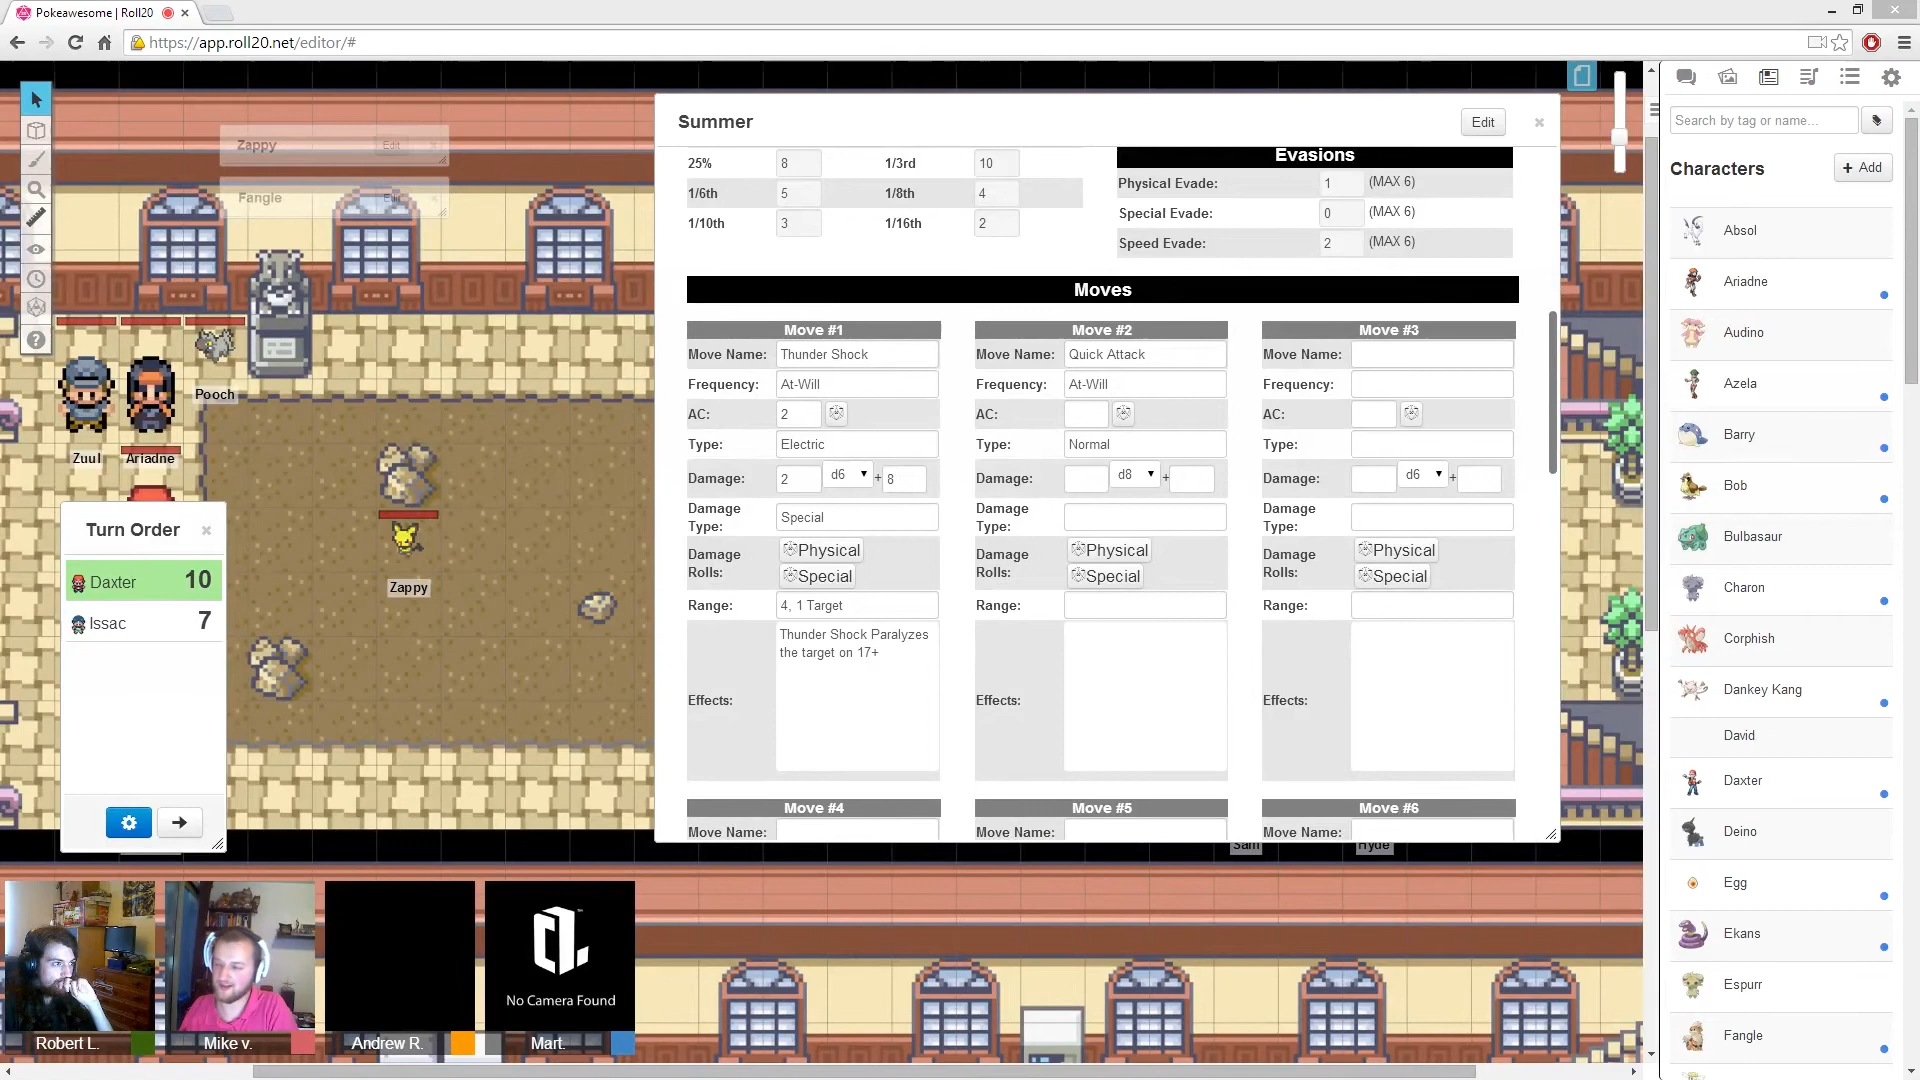 Pokeawesome | Roll20
https://app.roll20.net/editor/#
Zappy
Edit
Fangle
Edit
Pooch
Zuul
Ariadne
Zappy
Turn Order
Daxter 10
Issac 7
Summer
Edit
25% 8 1/3rd 10
1/6th 5 1/8th 4
1/10th 3 1/16th 2
Evasions
Physical Evade: 1 (MAX 6)
Special Evade: 0 (MAX 6)
Speed Evade: 2 (MAX 6)
Moves
Move #1
Move Name: Thunder Shock
Frequency: At-Will
AC: 2
Type: Electric
Damage: 2 d6 + 8
Damage Type: Special
Damage Rolls: Physical
Special
Range: 4, 1 Target
Effects: Thunder Shock Paralyzes
the target on 17+
Move #2
Move Name: Quick Attack
Frequency: At-Will
AC:
Type: Normal
Damage: d8 +
Damage Type:
Damage Rolls: Physical
Special
Range:
Effects:
Move #3
Move Name:
Frequency:
AC:
Type:
Damage: d6 +
Damage Type:
Damage Rolls: Physical
Special
Range:
Effects:
Move #4
Move Name:
Move #5
Move Name:
Move #6
Move Name:
Sam
Hyde
Search by tag or name...
Characters
+ Add
Absol
Ariadne
Audino
Azela
Barry
Bob
Bulbasaur
Charon
Corphish
Dankey Kang
David
Daxter
Deino
Egg
Ekans
Espurr
Fangle
No Camera Found
Robert L.
Mike v.
Andrew R.
Mart.